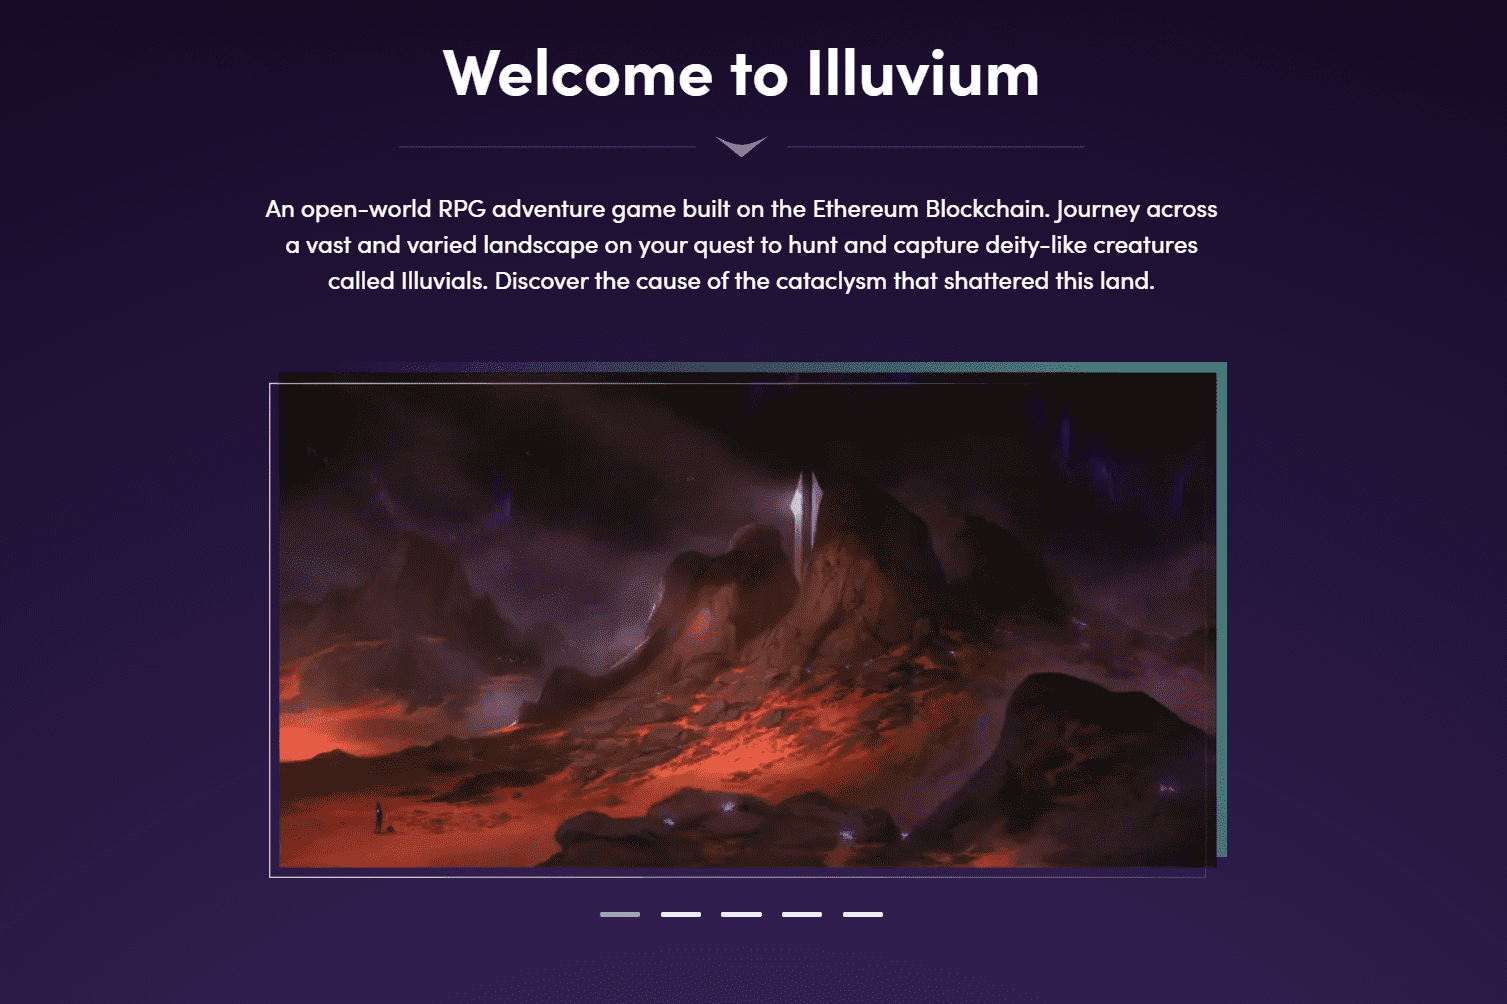 Welcome to Illuvium
An open-world RPG adventure game built on the Ethereum Blockchain. Journey across
a vast and varied landscape on your quest to hunt and capture deity-like creatures
called Illuvials. Discover the cause of the cataclysm that shattered this land.